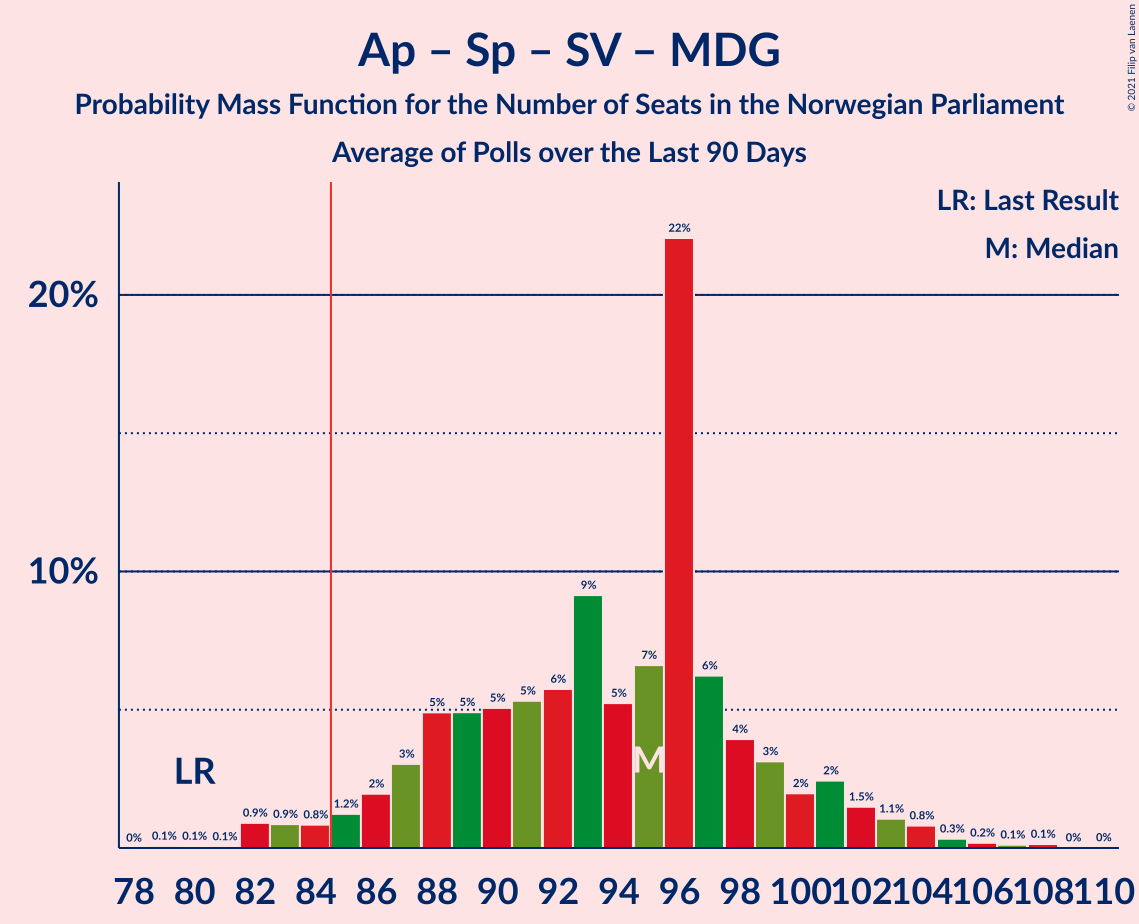 Ap – Sp – SV – MDG
Probability Mass Function for the Number of Seats in the Norwegian Parliament
Average of Polls over the Last 90 Days
© 2021 Filip van Laenen
LR: Last Result
M: Median
20%
10%
LR
M
0% 0.1% 0.1% 0.1% 0.9% 0.9% 0.8% 1.2% 2% 3% 5% 5% 5% 5% 6% 9% 5% 7% 22% 6% 4% 3% 2% 2% 1.5% 1.1% 0.8% 0.3% 0.2% 0.1% 0.1% 0% 0%
78 80 82 84 86 88 90 92 94 96 98 100 102 104 106 108 110